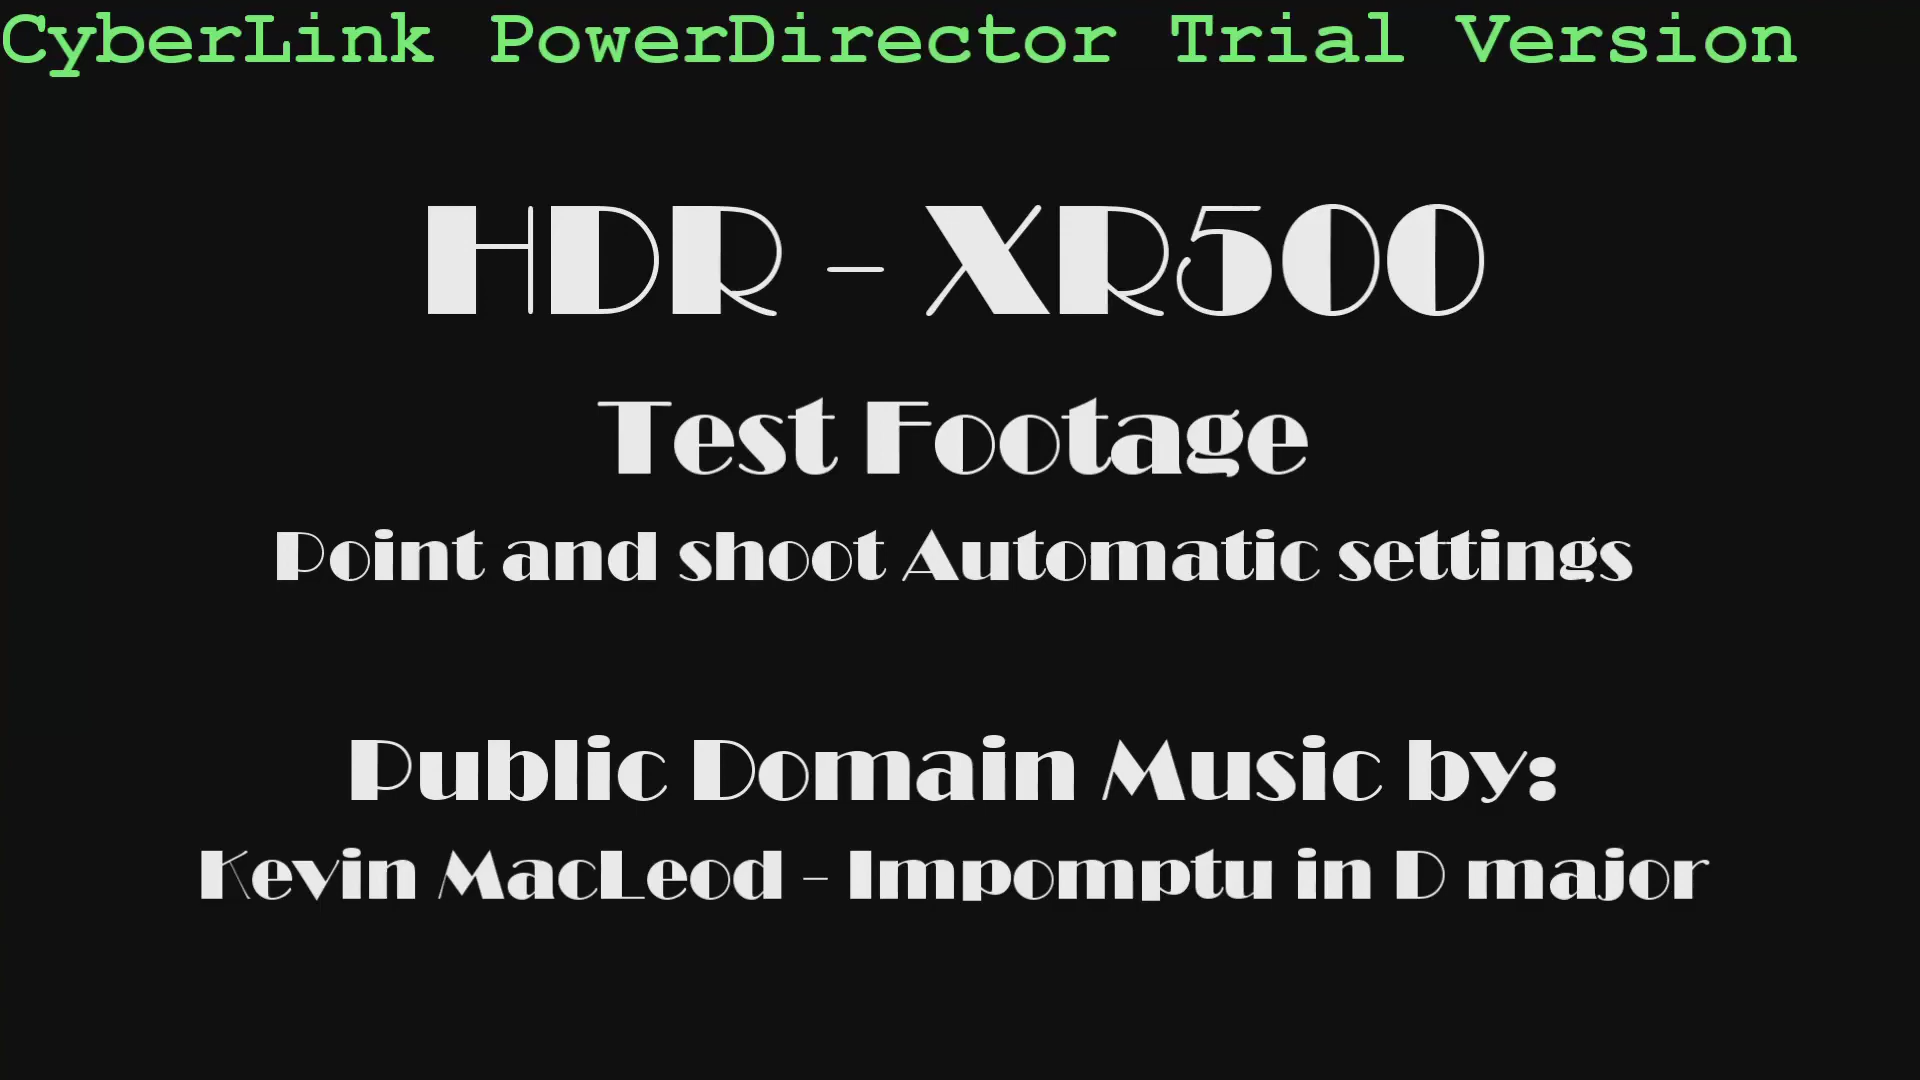 CyberLink PowerDirector Trial Version
HDR - XR500
Test Footage
Point and shoot Automatic settings
Public Domain Music by:
Kevin MacLeod - Impomptu in D major